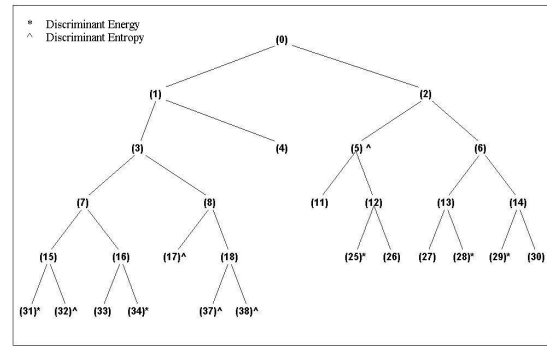 * Discriminant Energy
^ Discriminant Entropy
(0)
(1) (2)
(3) (4) (5) ^ (6)
(7) (8) (11) (12) (13) (14)
(15) (16) (17)^ (18) (25)* (26) (27) (28)* (29)* (30)
(31)* (32)^ (33) (34)* (37)^ (38)^